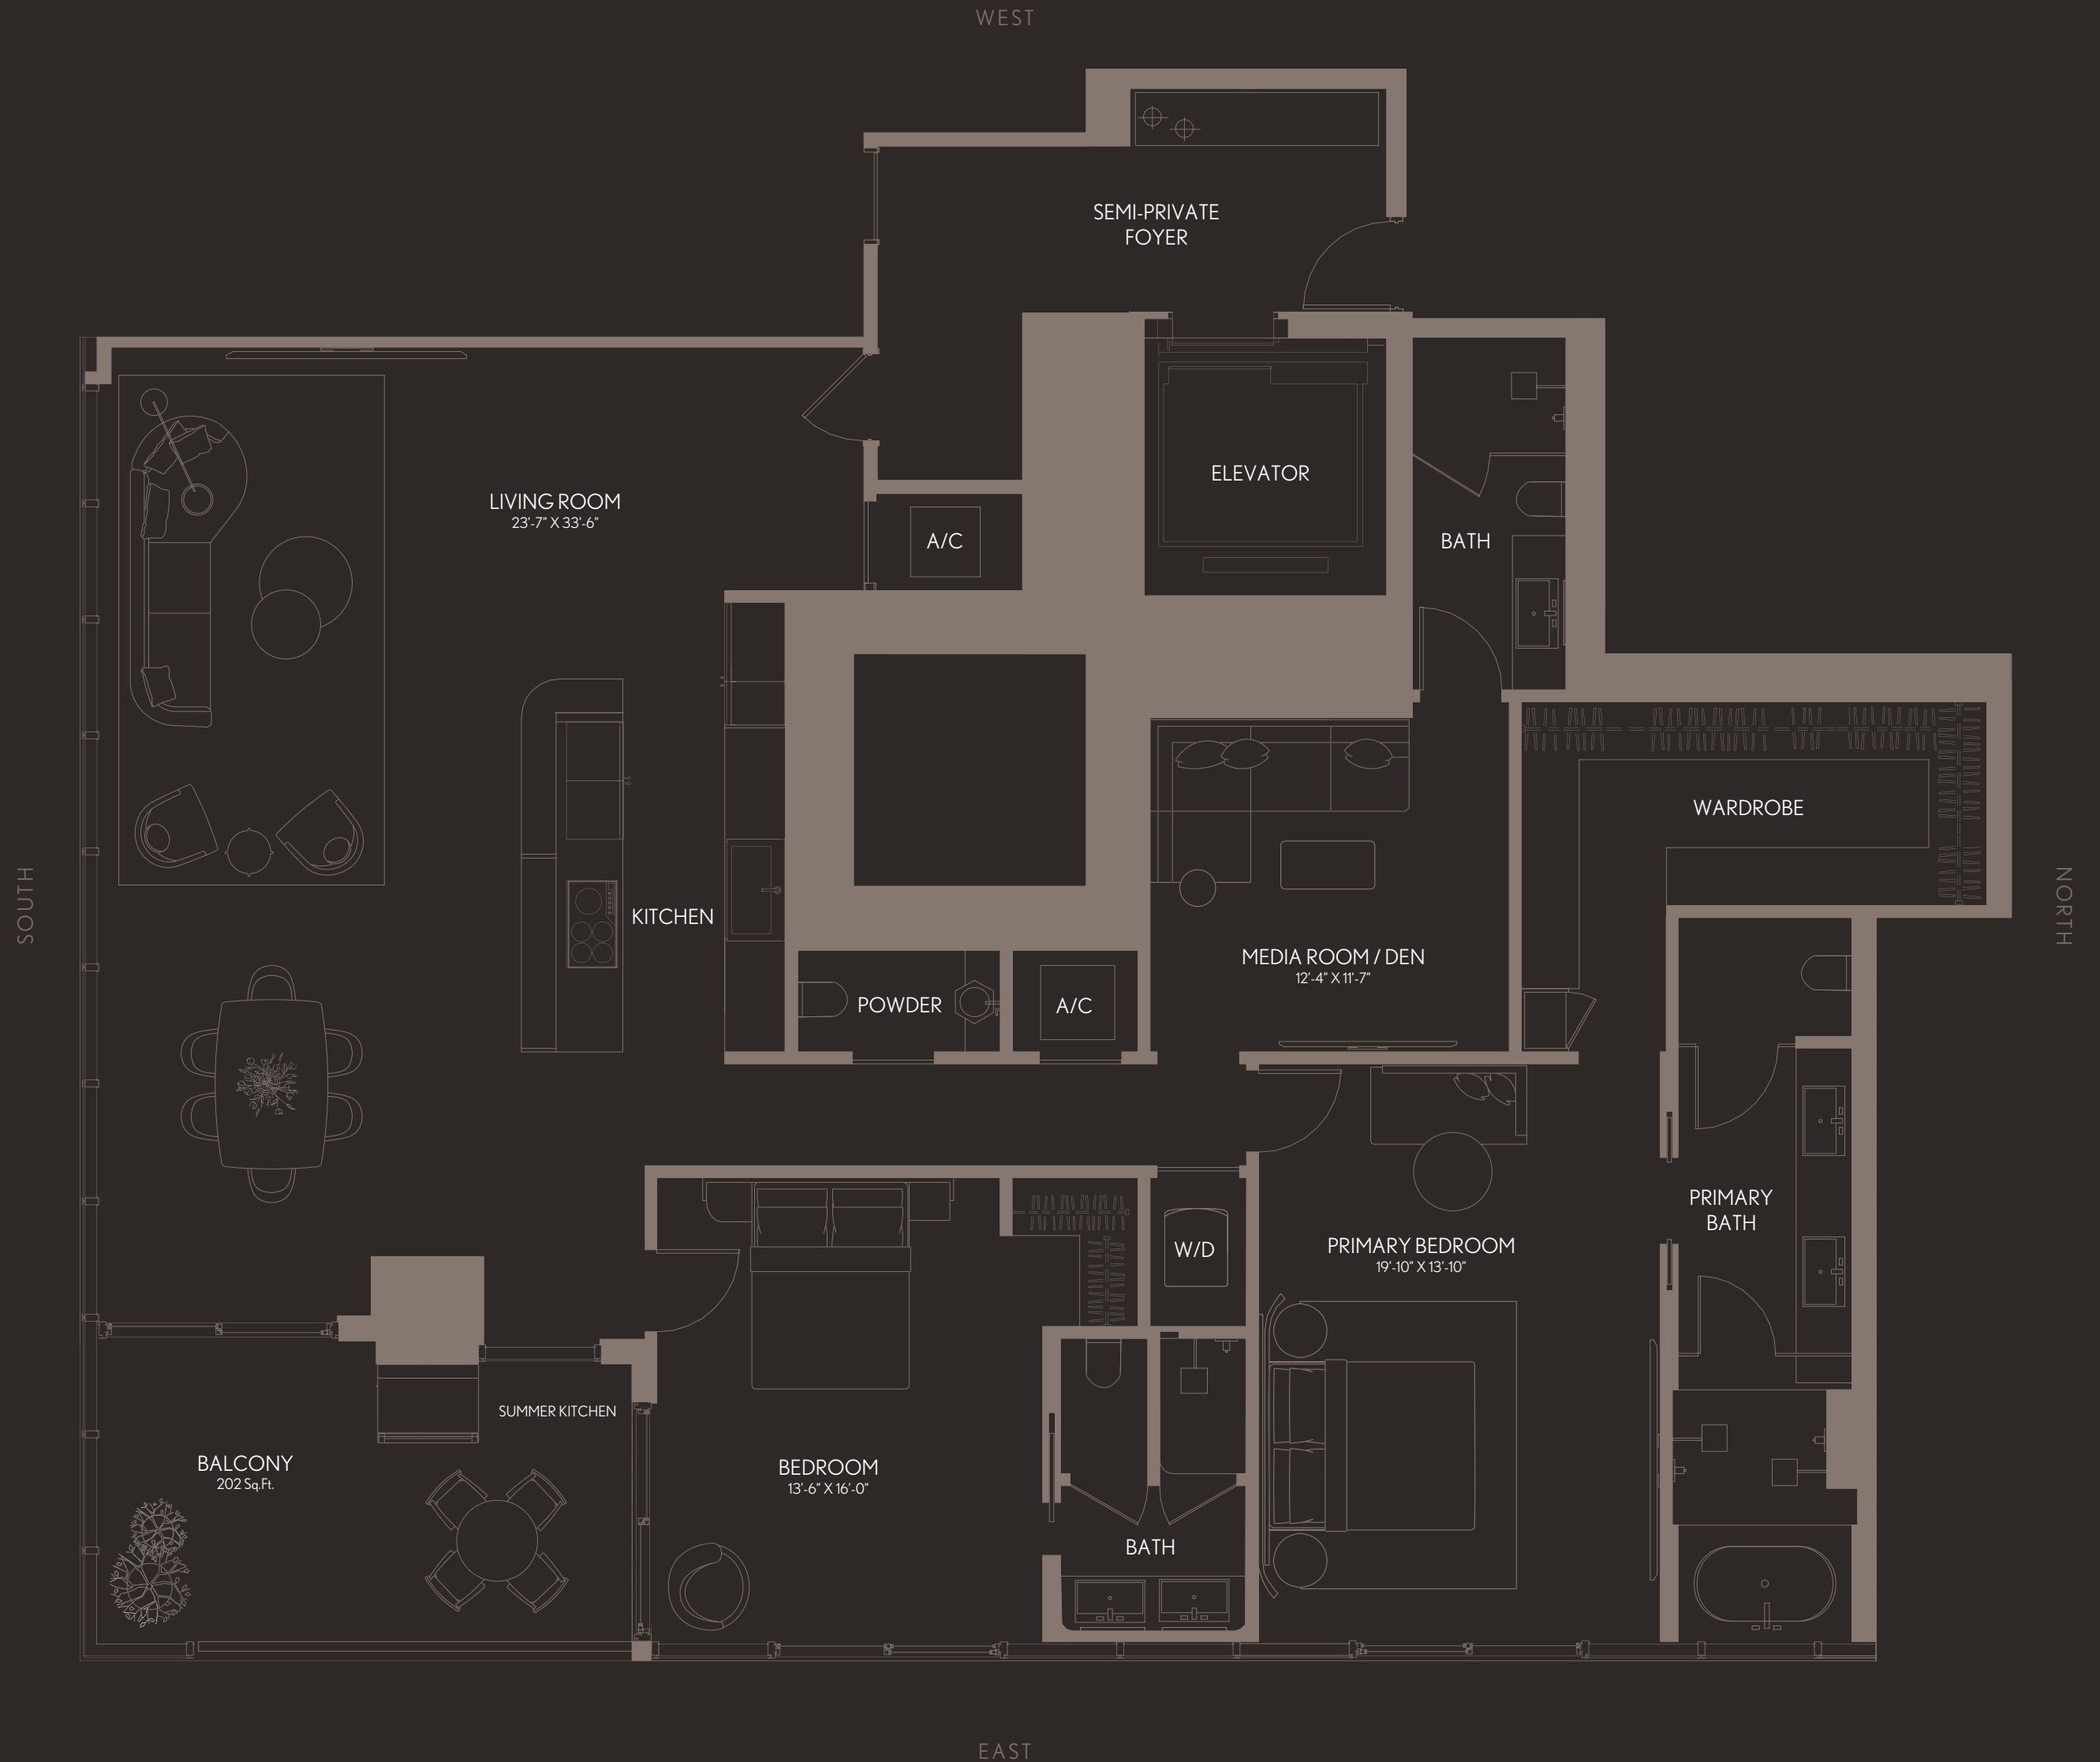 WEST
SEMI-PRIVATE
FOYER
ELEVATOR
LIVING ROOM
23'-7" X 33'-6"
A/C
BATH
WARDROBE
SOUTH
NORTH
KITCHEN
MEDIA ROOM / DEN
12'-4" X 11'-7"
POWDER
A/C
PRIMARY
BATH
W/D
PRIMARY BEDROOM
19'-10" X 13'-10"
SUMMER KITCHEN
BALCONY
202 Sq.Ft.
BEDROOM
13'-6" X 16'-0"
BATH
EAST